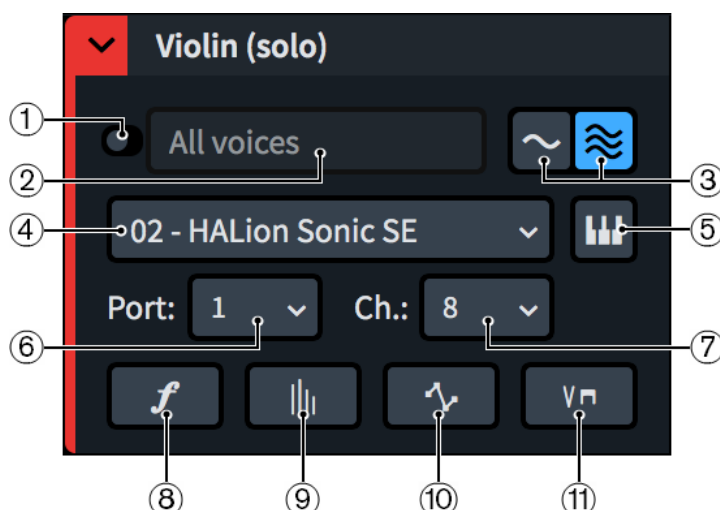 Violin (solo)
①
All voices
②
③
④
02 - HALion Sonic SE
⑤
Port: 1 Ch.: 8
⑥
⑦
f
V
⑧ ⑨ ⑩ ⑪